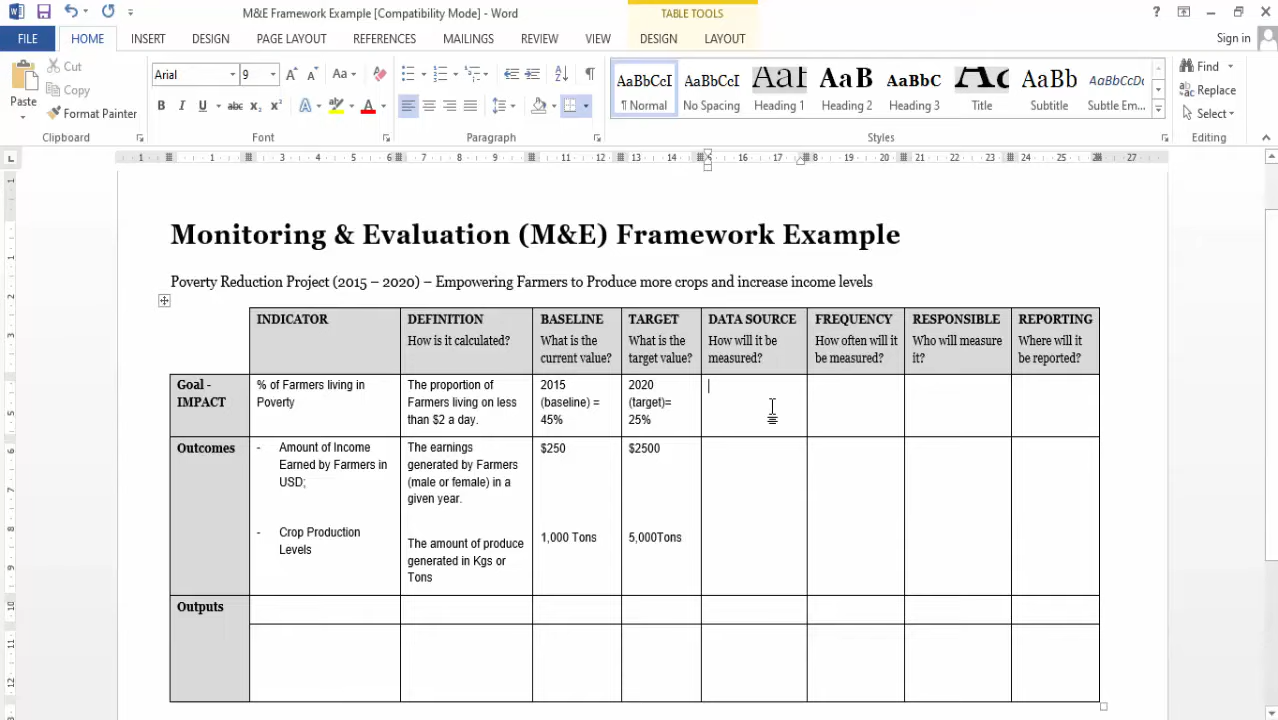 M&E Framework Example [Compatibility Mode] - Word
TABLE TOOLS
?
FILE
HOME
INSERT
DESIGN
PAGE LAYOUT
REFERENCES
MAILINGS
REVIEW
VIEW
DESIGN
LAYOUT
Sign in
Paste
Cut
Copy
Format Painter
Clipboard
Arial
9
Font
Paragraph
AaBbCcI
¶ Normal
AaBbCcI
No Spacing
Heading 1
AaB
Heading 2
AaBbC
Heading 3
Title
AaBb
Subtitle
AaBbCcDc
Subtle Em...
Styles
Find
Replace
Select
Editing
Monitoring & Evaluation (M&E) Framework Example
Poverty Reduction Project (2015 – 2020) – Empowering Farmers to Produce more crops and increase income levels
INDICATOR
DEFINITION
How is it calculated?
BASELINE
What is the
current value?
TARGET
What is the
target value?
DATA SOURCE
How will it be
measured?
FREQUENCY
How often will it
be measured?
RESPONSIBLE
Who will measure
it?
REPORTING
Where will it
be reported?
Goal -
IMPACT
% of Farmers living in
Poverty
The proportion of
Farmers living on less
than $2 a day.
2015
(baseline) =
45%
2020
(target)=
25%
Outcomes
- Amount of Income
Earned by Farmers in
USD;
- Crop Production
Levels
The earnings
generated by Farmers
(male or female) in a
given year.
The amount of produce
generated in Kgs or
Tons
$250
1,000 Tons
$2500
5,000Tons
Outputs